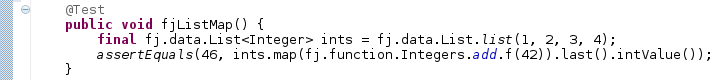 @Test
public void fjListMap() {
final fj.data.List<Integer> ints = fj.data.List.list(1, 2, 3, 4);
assertEquals(46, ints.map(fj.function.Integers.add.f(42)).last().intValue());
}